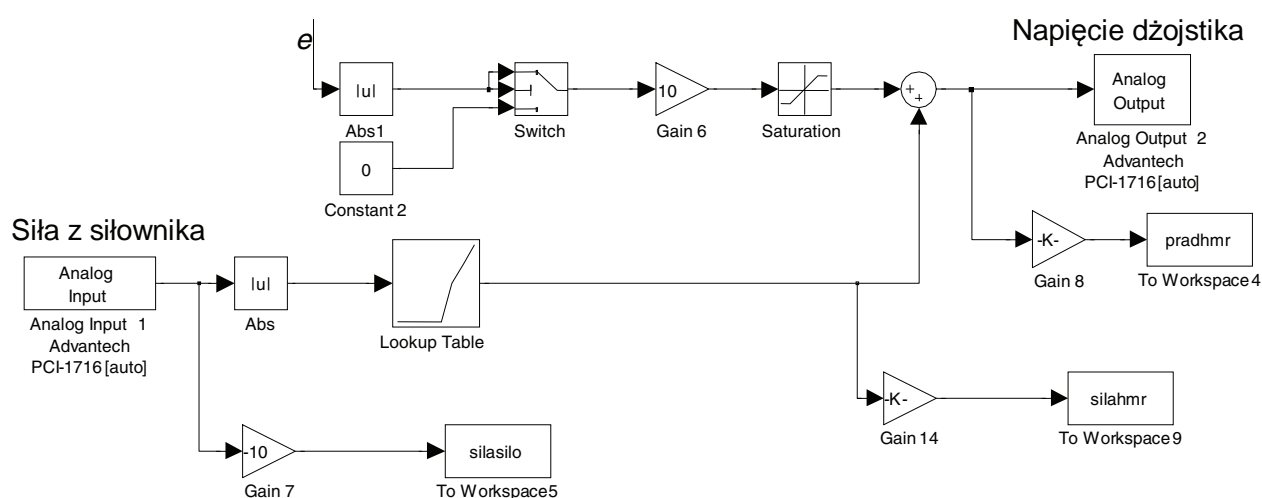 e
Napięcie dżojstika
|u|
Abs1
Switch
10
Gain 6
Saturation
+
+
Analog
Output
Analog Output 2
Advantech
PCI-1716 [auto]
0
Constant 2
Siła z siłownika
Analog
Input
Analog Input 1
Advantech
PCI-1716 [auto]
|u|
Abs
Lookup Table
-K-
Gain 8
pradhmr
To Workspace 4
-K-
Gain 14
silahmr
To Workspace 9
-10
Gain 7
silasilo
To Workspace 5